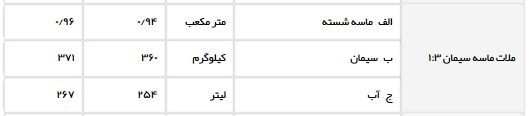 ملات ماسه سیمان ۱:۳
الف  ماسه شسته  متر مکعب  ۰/۹۴  ۰/۹۶
ب  سیمان  کیلوگرم  ۳۶۰  ۳۷۱
ج  آب  لیتر  ۲۵۴  ۲۶۷